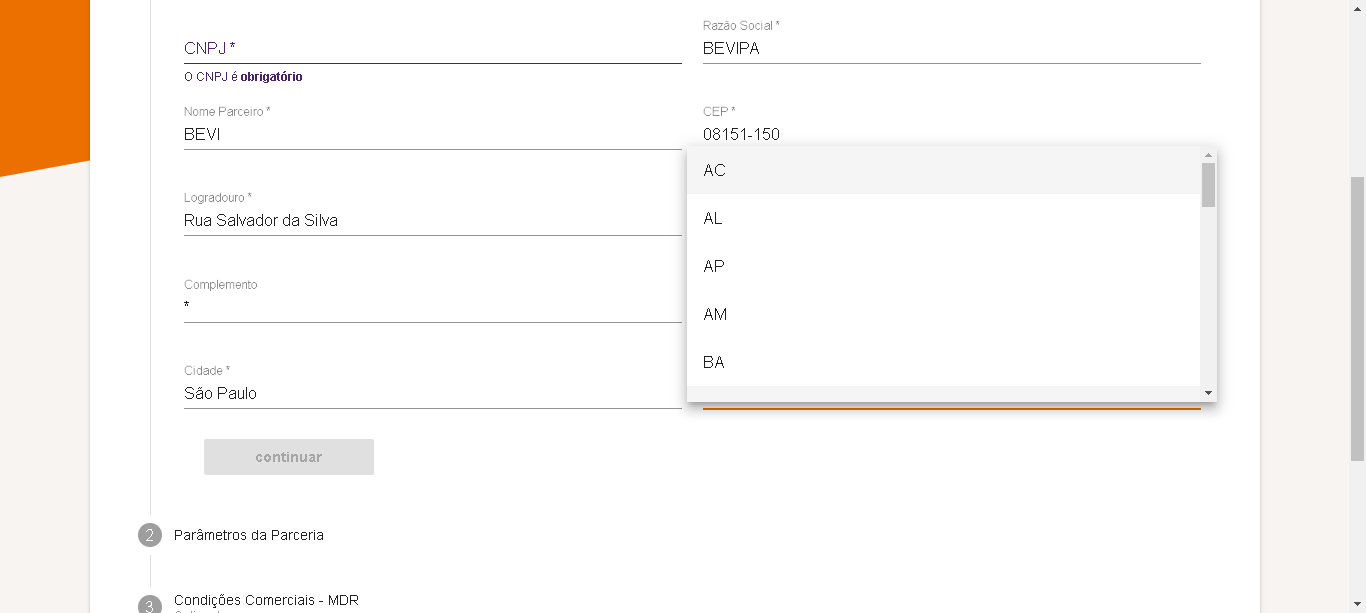 Razão Social *
CNPJ *
BEVIPA
O CNPJ é obrigatório
Nome Parceiro *
CEP *
BEVI
08151-150
AC
Logradouro *
Rua Salvador da Silva
AL
AP
Complemento
*
AM
BA
Cidade *
São Paulo
continuar
2 Parâmetros da Parceria
3 Condições Comerciais - MDR